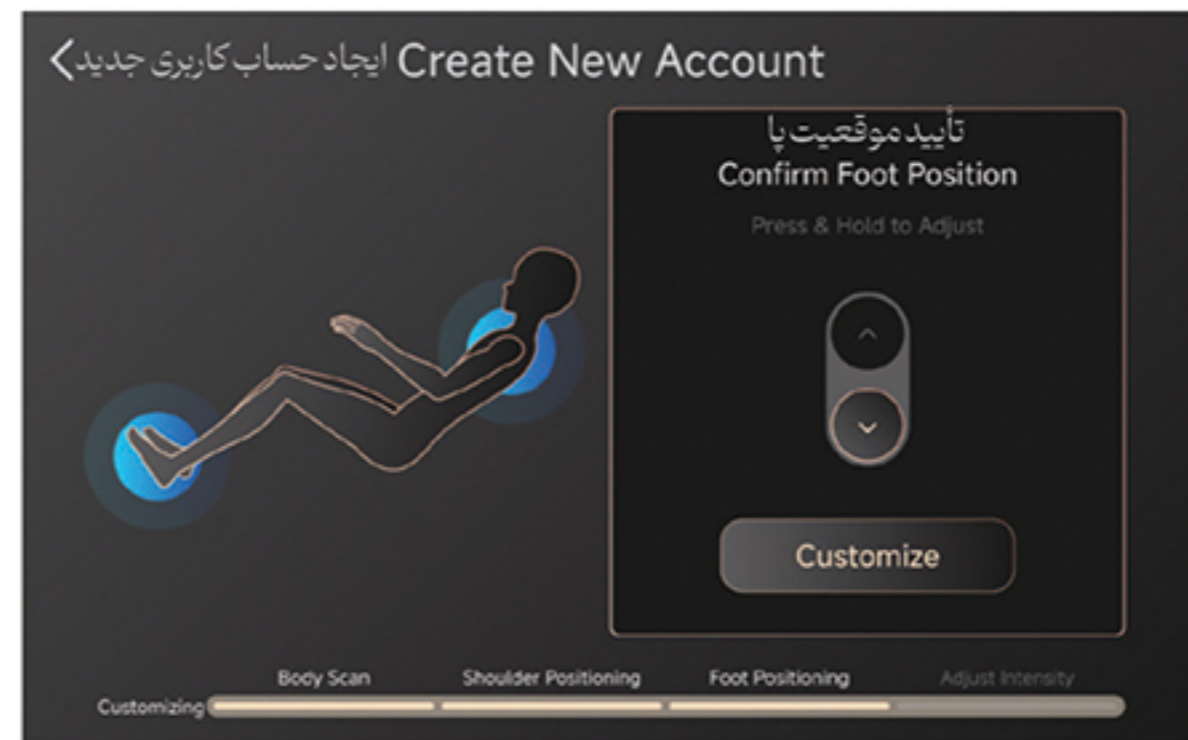 ایجاد حساب کاربری جدید Create New Account
تأیید موقعیت پا
Confirm Foot Position
Press & Hold to Adjust
Customize
Body Scan Shoulder Positioning Foot Positioning Adjust Intensity
Customizing